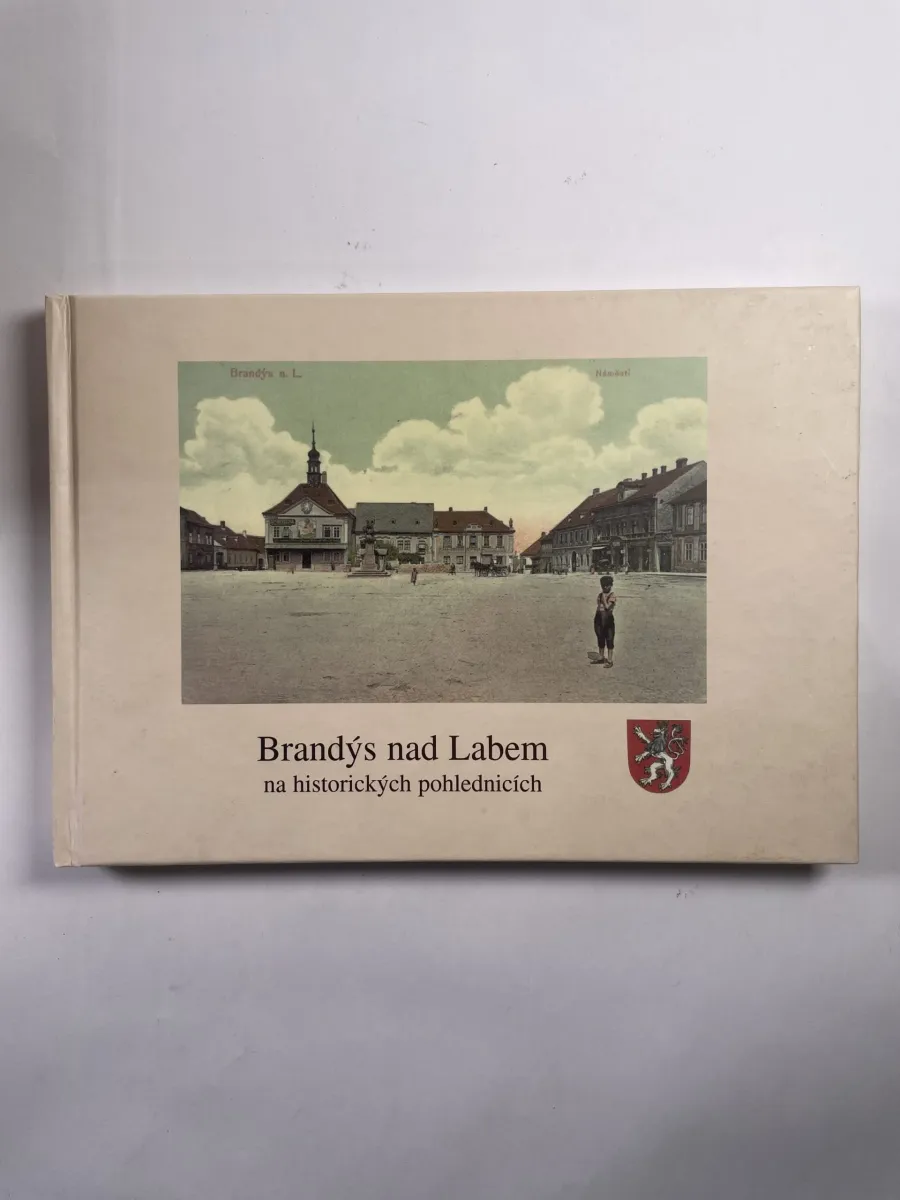 Brandýs n. L.
Náměstí
Brandýs nad Labem
na historických pohlednicích